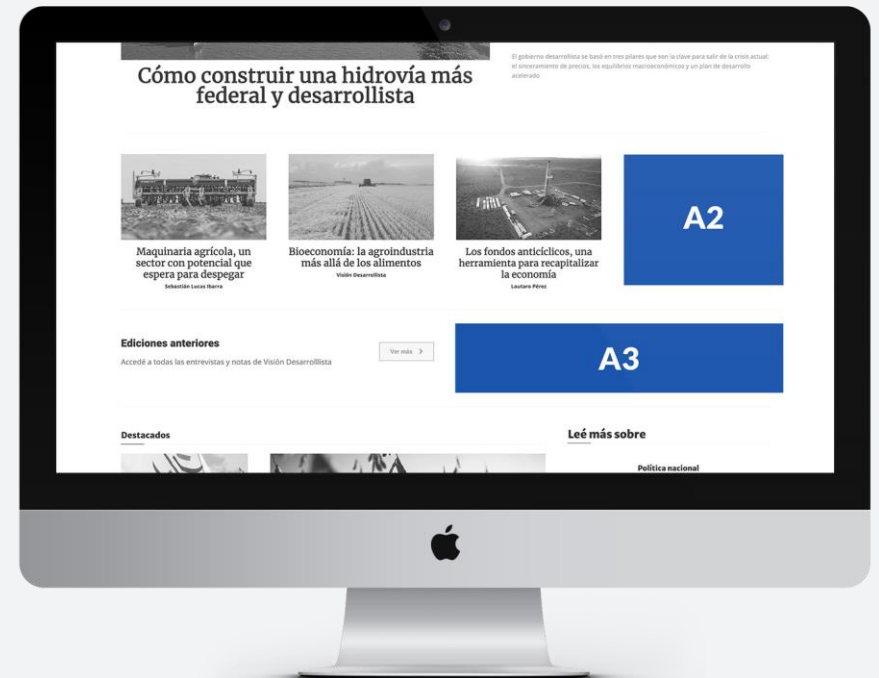 Cómo construir una hidrovía más
federal y desarrollista
El gobierno desarrollista se basó en tres pilares que son la clave para salir de la crisis actual:
el sinceramiento de precios, los equilibrios macroeconómicos y un plan de desarrollo
acelerado
Maquinaria agrícola, un
sector con potencial que
espera para despegar
Sebastián Lucas Ibarra
Bioeconomía: la agroindustria
más allá de los alimentos
Visión Desarrollista
Los fondos anticíclicos, una
herramienta para recapitalizar
la economía
Lautaro Pérez
A2
Ediciones anteriores
Accedé a todas las entrevistas y notas de Visión Desarrolllista
Ver más
A3
Destacados
Leé más sobre
Política nacional